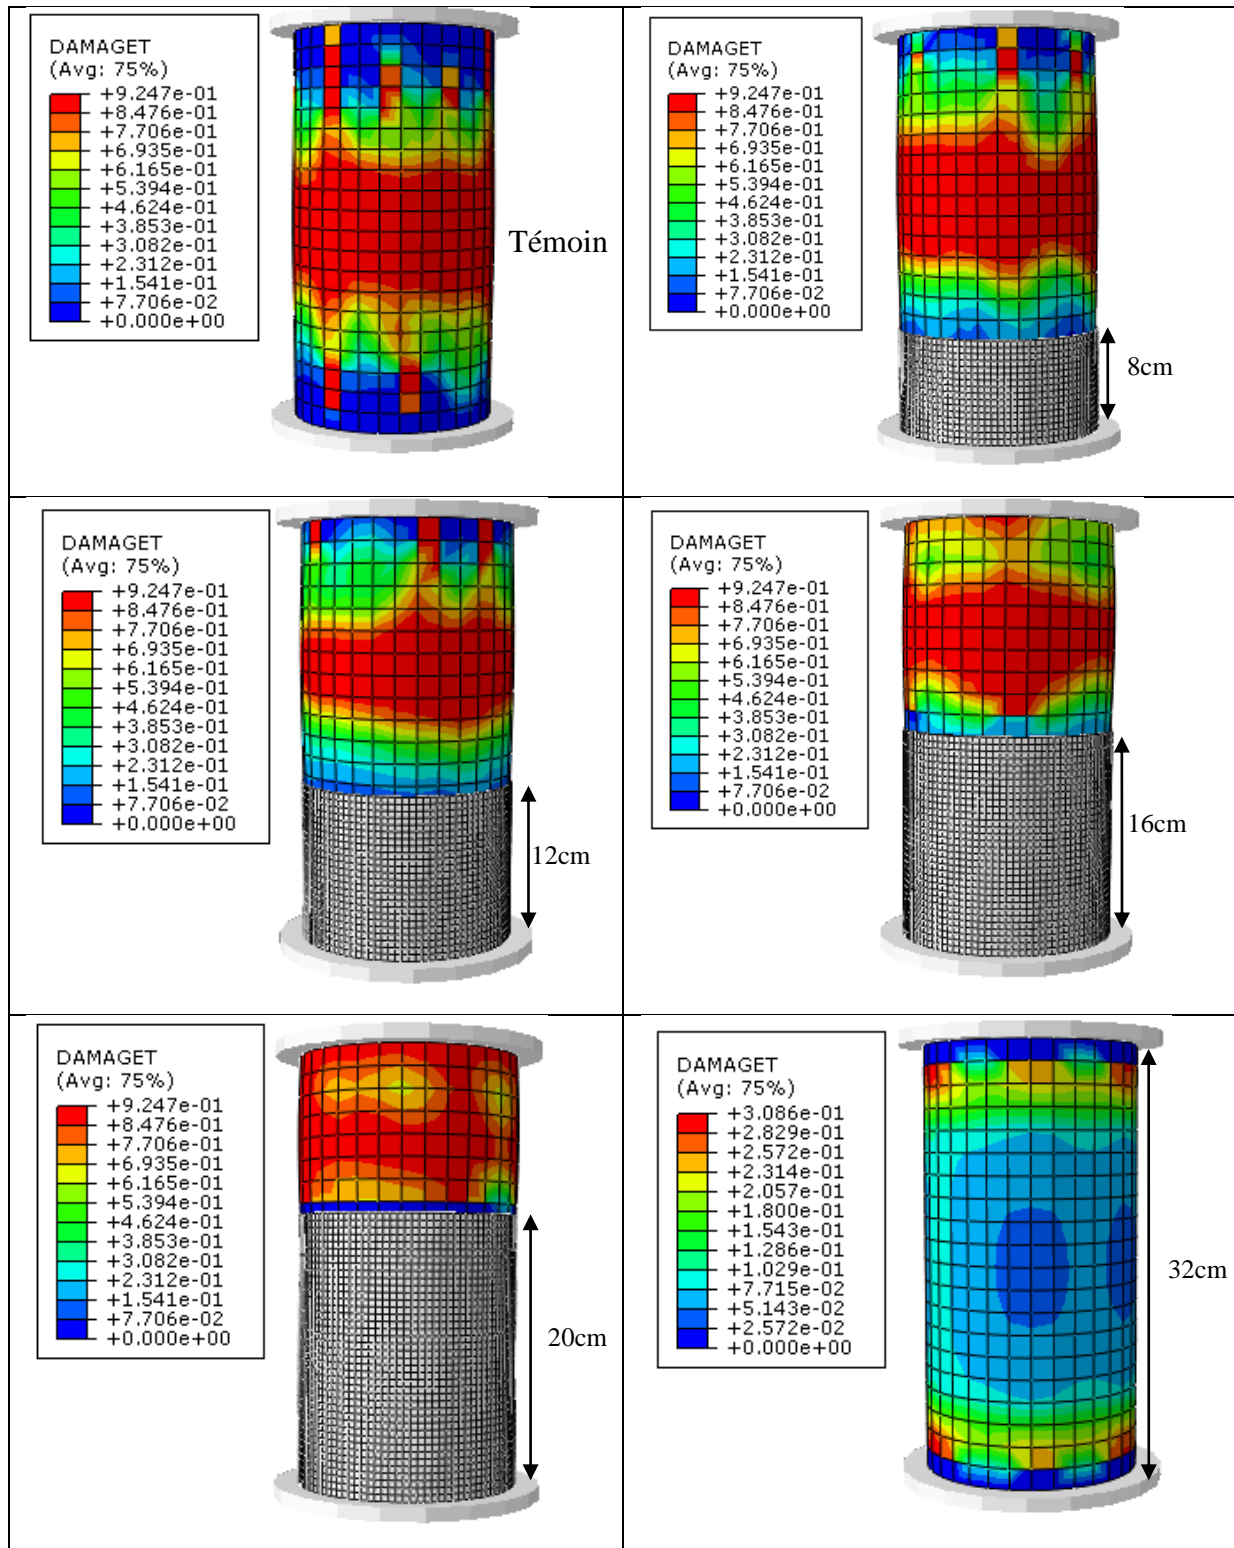 DAMAGET
(Avg: 75%)
+9.247e-01
+8.476e-01
+7.706e-01
+6.935e-01
+6.165e-01
+5.394e-01
+4.624e-01
+3.853e-01
+3.082e-01
+2.312e-01
+1.541e-01
+7.706e-02
+0.000e+00
Témoin
DAMAGET
(Avg: 75%)
+9.247e-01
+8.476e-01
+7.706e-01
+6.935e-01
+6.165e-01
+5.394e-01
+4.624e-01
+3.853e-01
+3.082e-01
+2.312e-01
+1.541e-01
+7.706e-02
+0.000e+00
8cm
DAMAGET
(Avg: 75%)
+9.247e-01
+8.476e-01
+7.706e-01
+6.935e-01
+6.165e-01
+5.394e-01
+4.624e-01
+3.853e-01
+3.082e-01
+2.312e-01
+1.541e-01
+7.706e-02
+0.000e+00
12cm
DAMAGET
(Avg: 75%)
+9.247e-01
+8.476e-01
+7.706e-01
+6.935e-01
+6.165e-01
+5.394e-01
+4.624e-01
+3.853e-01
+3.082e-01
+2.312e-01
+1.541e-01
+7.706e-02
+0.000e+00
16cm
DAMAGET
(Avg: 75%)
+9.247e-01
+8.476e-01
+7.706e-01
+6.935e-01
+6.165e-01
+5.394e-01
+4.624e-01
+3.853e-01
+3.082e-01
+2.312e-01
+1.541e-01
+7.706e-02
+0.000e+00
20cm
DAMAGET
(Avg: 75%)
+3.086e-01
+2.829e-01
+2.572e-01
+2.314e-01
+2.057e-01
+1.800e-01
+1.543e-01
+1.286e-01
+1.029e-01
+7.715e-02
+5.143e-02
+2.572e-02
+0.000e+00
32cm